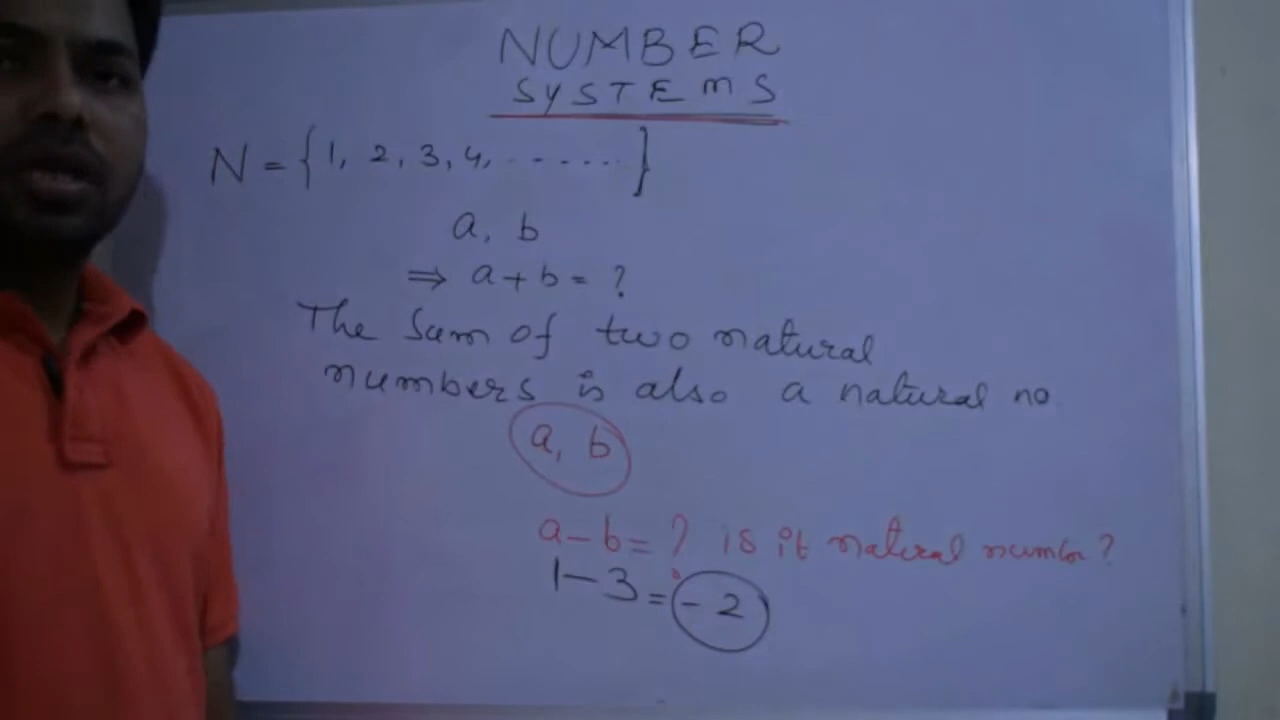 NUMBER
SYSTEMS
N = {1, 2, 3, 4, ------}
a, b
⇒ a + b = ?
The Sum of two natural
numbers is also a natural no.
a, b
a - b = ? is it natural number?
1 - 3 = -2